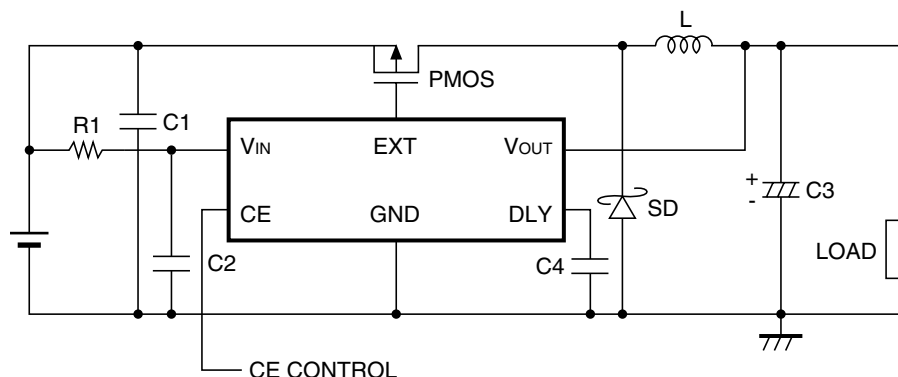 L
PMOS
R1
C1
VIN
EXT
VOUT
+
-
C3
CE
GND
DLY
SD
LOAD
C2
C4
CE CONTROL